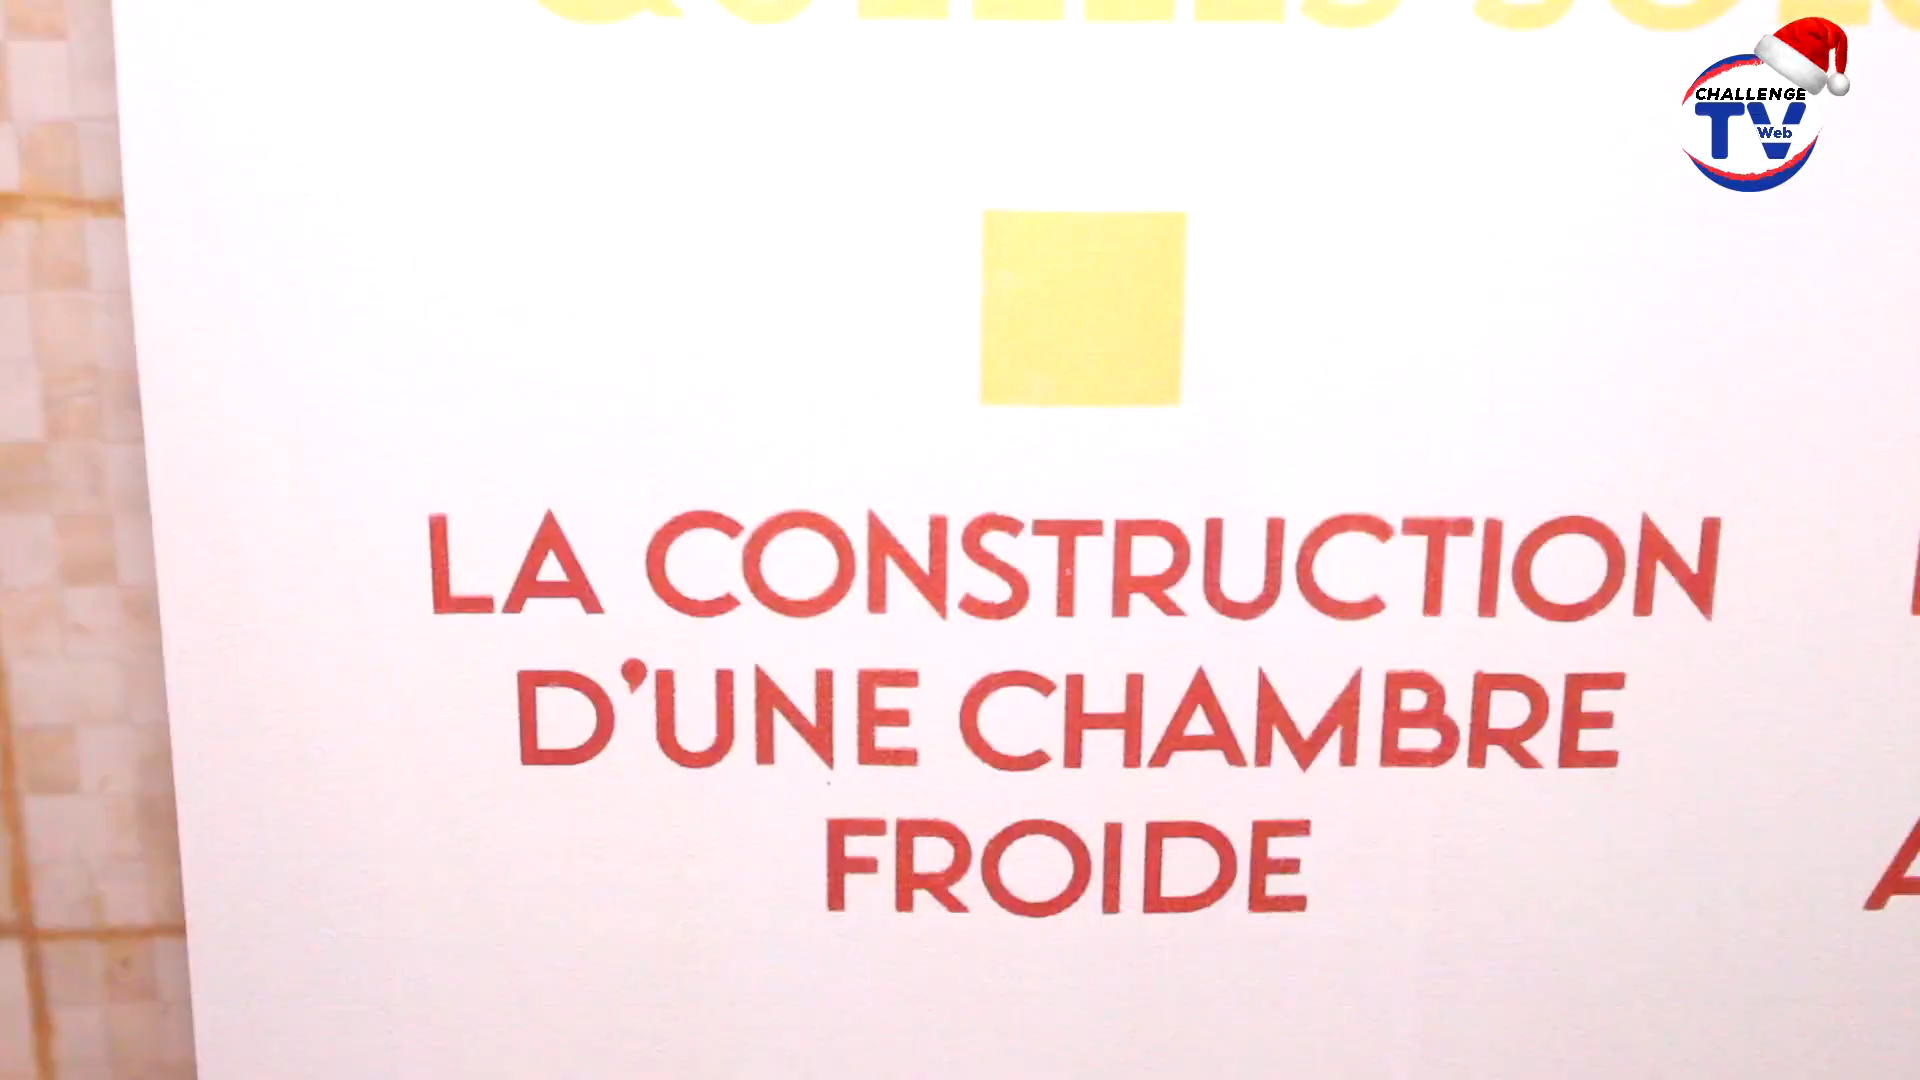 CHALLENGE
TV
Web
LA CONSTRUCTION
D'UNE CHAMBRE
FROIDE